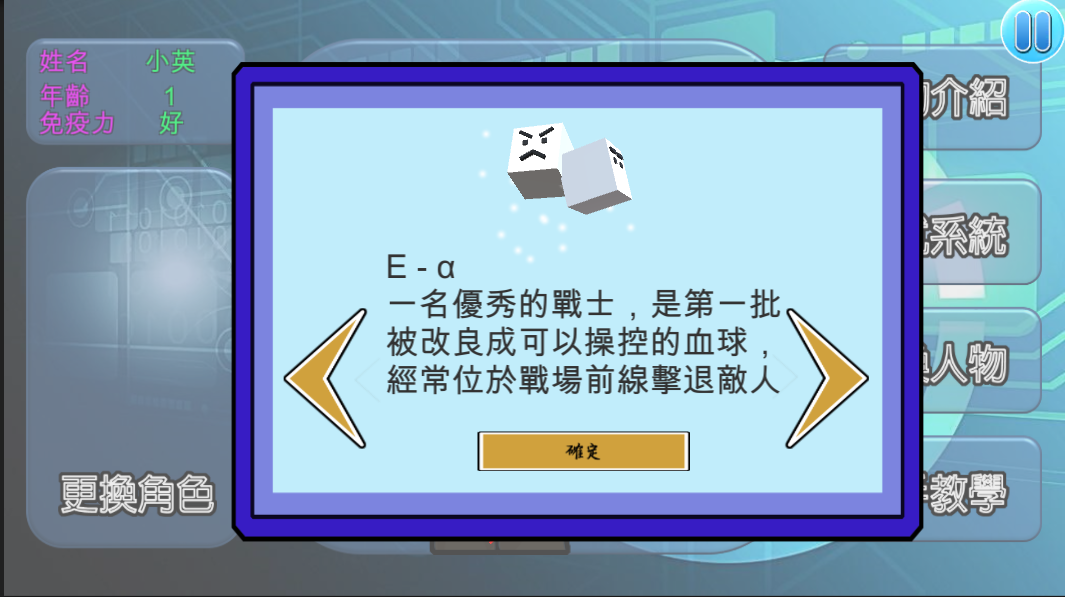 姓名 小英
年齡 1
免疫力 好
介紹
E - α
一名優秀的戰士，是第一批
被改良成可以操控的血球，
經常位於戰場前線擊退敵人
系統
人物
確定
更換角色
教學